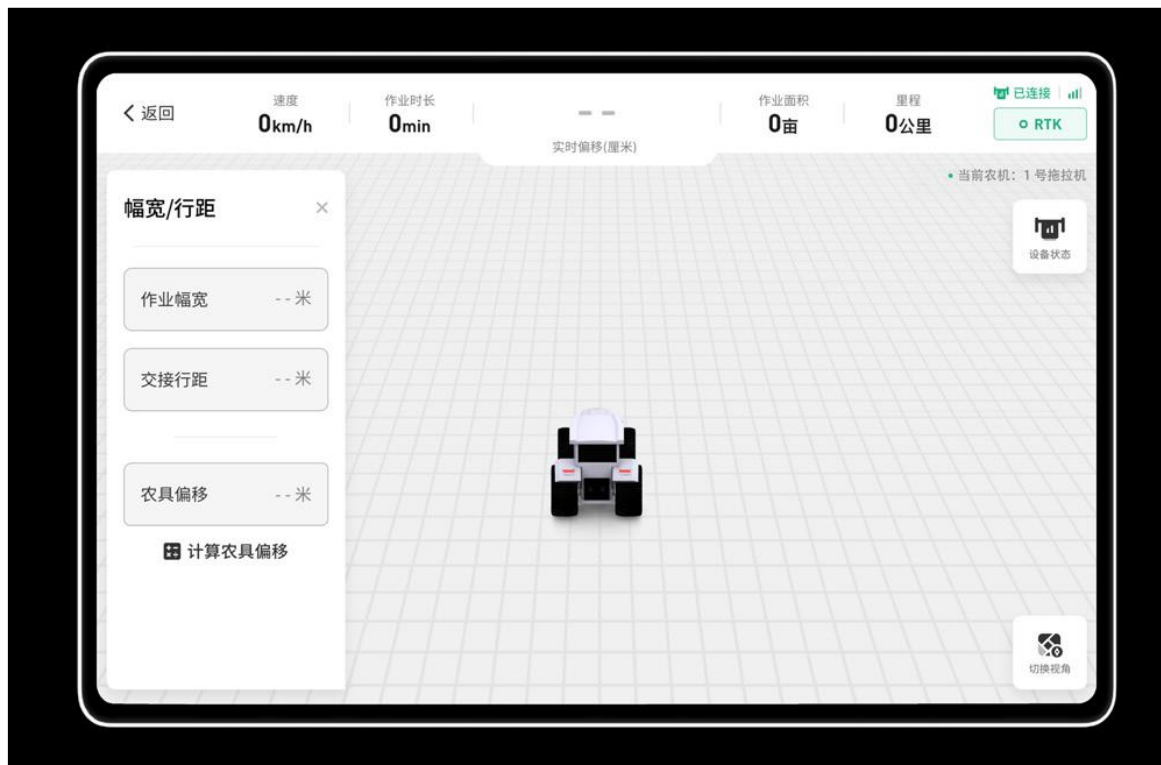 返回
速度
0km/h
作业时长
0min
--
实时偏移(厘米)
作业面积
0亩
里程
0公里
已连接
RTK
当前农机：1号拖拉机
幅宽/行距
作业幅宽 --米
交接行距 --米
农具偏移 --米
计算农具偏移
设备状态
切换视角